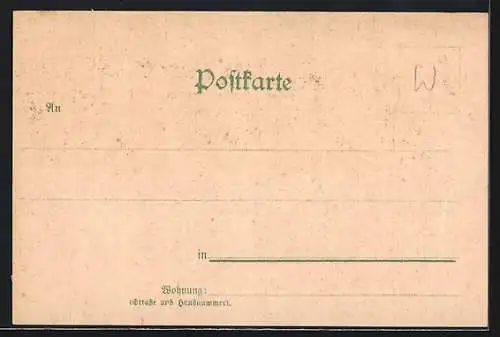 Postkarte
W
An
in
Wohnung:
(Straße und Hausnummer).